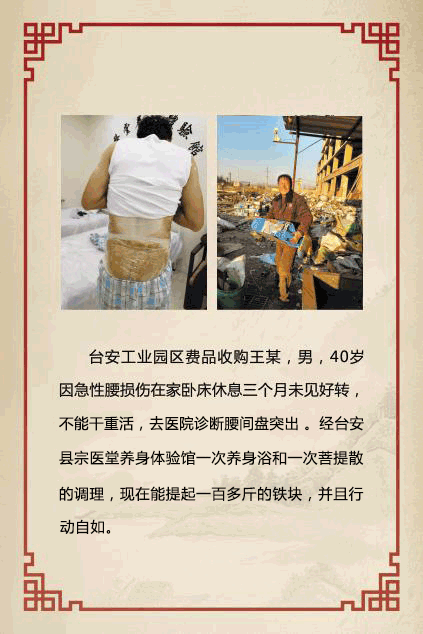 台安工业园区费品收购王某，男，40岁
因急性腰损伤在家卧床休息三个月未见好转，
不能干重活，去医院诊断腰间盘突出。经台安
县宗医堂养身体验馆一次养身浴和一次菩提散
的调理，现在能提起一百多斤的铁块，并且行
动自如。